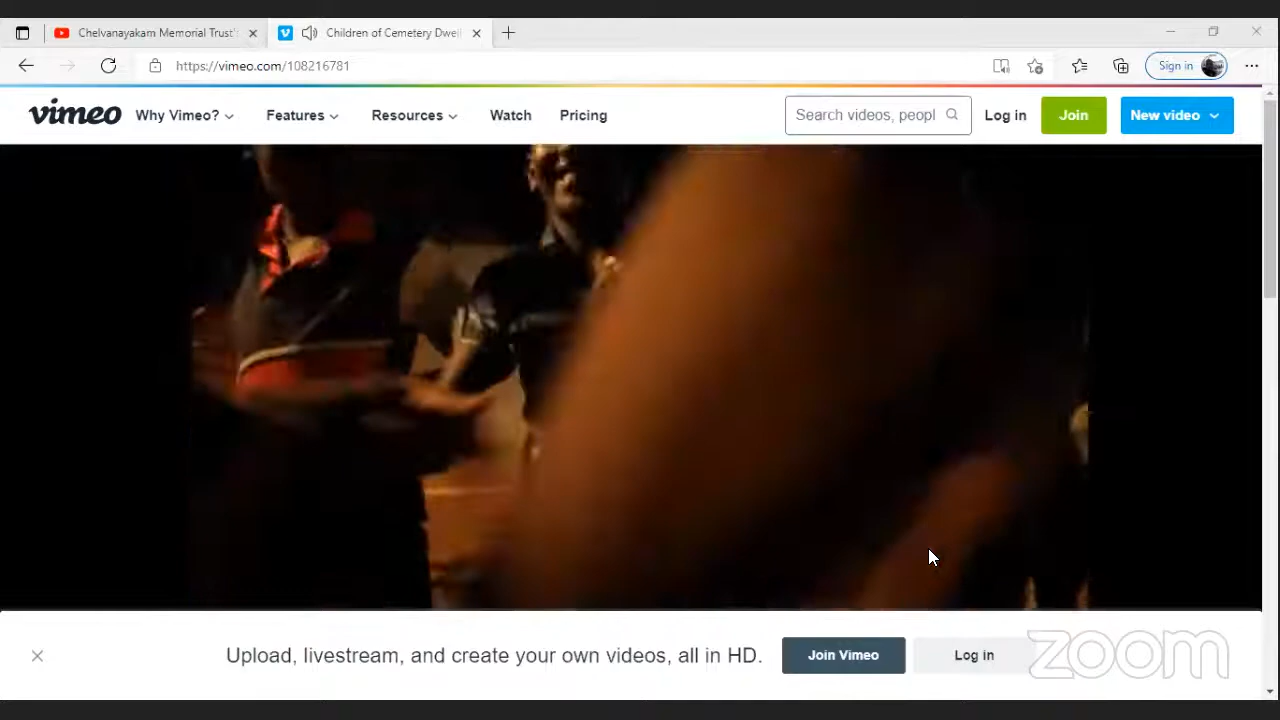 Chelvanayakam Memorial Trust'
Children of Cemetery Dwell
https://vimeo.com/108216781
Sign in
vimeo
Why Vimeo?
Features
Resources
Watch
Pricing
Search videos, peopl
Log in
Join
New video
Upload, livestream, and create your own videos, all in HD.
Join Vimeo
Log in
zoom